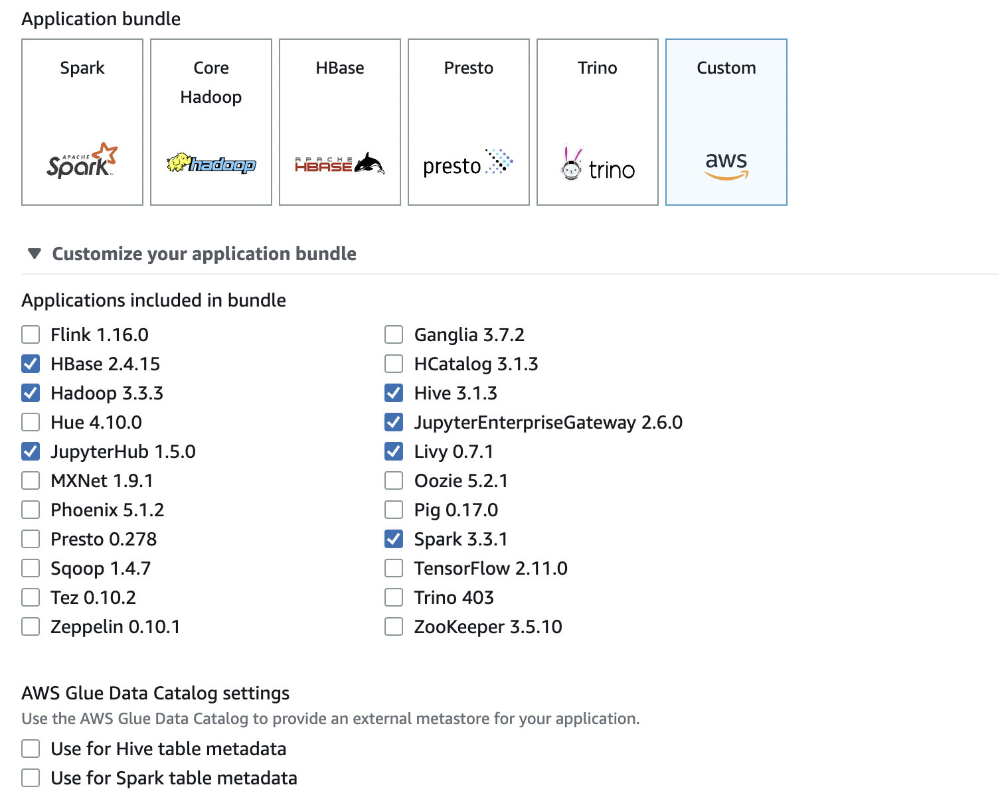 Application bundle
Spark
Core
Hadoop
HBase
Presto
Trino
Custom
APACHE
Spark
hadoop
APACHE
HBASE
presto
trino
aws
Customize your application bundle
Applications included in bundle
Flink 1.16.0
Ganglia 3.7.2
HBase 2.4.15
HCatalog 3.1.3
Hadoop 3.3.3
Hive 3.1.3
Hue 4.10.0
JupyterEnterpriseGateway 2.6.0
JupyterHub 1.5.0
Livy 0.7.1
MXNet 1.9.1
Oozie 5.2.1
Phoenix 5.1.2
Pig 0.17.0
Presto 0.278
Spark 3.3.1
Sqoop 1.4.7
TensorFlow 2.11.0
Tez 0.10.2
Trino 403
Zeppelin 0.10.1
ZooKeeper 3.5.10
AWS Glue Data Catalog settings
Use the AWS Glue Data Catalog to provide an external metastore for your application.
Use for Hive table metadata
Use for Spark table metadata